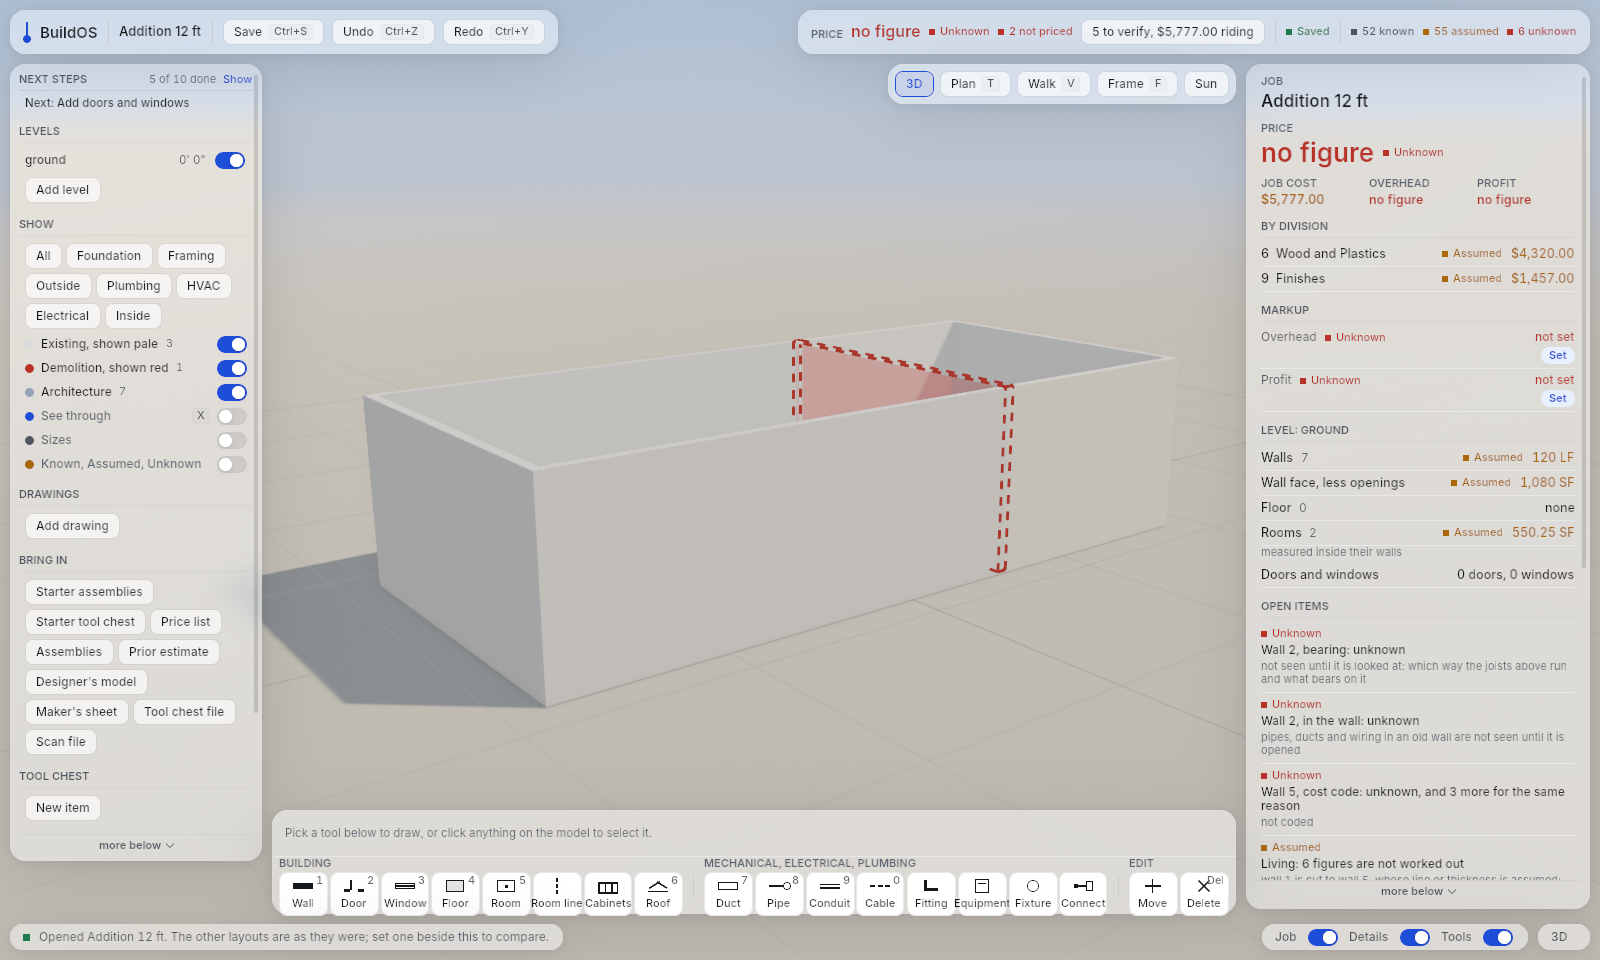 BuildOS
Addition 12 ft
Save Ctrl+S
Undo Ctrl+Z
Redo Ctrl+Y
PRICE no figure Unknown 2 not priced
5 to verify, $5,777.00 riding
Saved
52 known 55 assumed 6 unknown
NEXT STEPS 5 of 10 done Show
Next: Add doors and windows
LEVELS
ground 0' 0"
Add level
SHOW
All Foundation Framing
Outside Plumbing HVAC
Electrical Inside
Existing, shown pale 3
Demolition, shown red 1
Architecture 7
See through X
Sizes
Known, Assumed, Unknown
DRAWINGS
Add drawing
BRING IN
Starter assemblies
Starter tool chest Price list
Assemblies Prior estimate
Designer's model
Maker's sheet Tool chest file
Scan file
TOOL CHEST
New item
more below
3D
Plan T
Walk V
Frame F
Sun
JOB
Addition 12 ft
PRICE
no figure Unknown
JOB COST OVERHEAD PROFIT
$5,777.00 no figure no figure
BY DIVISION
6 Wood and Plastics Assumed $4,320.00
9 Finishes Assumed $1,457.00
MARKUP
Overhead Unknown not set
Set
Profit Unknown not set
Set
LEVEL: GROUND
Walls 7 Assumed 120 LF
Wall face, less openings Assumed 1,080 SF
Floor 0 none
Rooms 2 Assumed 550.25 SF
measured inside their walls
Doors and windows 0 doors, 0 windows
OPEN ITEMS
Unknown
Wall 2, bearing: unknown
not seen until it is looked at: which way the joists above run
and what bears on it
Unknown
Wall 2, in the wall: unknown
pipes, ducts and wiring in an old wall are not seen until it is
opened
Unknown
Wall 5, cost code: unknown, and 3 more for the same
reason
not coded
Assumed
Living: 6 figures are not worked out
wall 1 is cut to wall 5, whose line or thickness is assumed;
more below
Pick a tool below to draw, or click anything on the model to select it.
BUILDING
1 2 3 4 5 6
Wall Door Window Floor Room Room line Cabinets Roof
MECHANICAL, ELECTRICAL, PLUMBING
7 8 9 0
Duct Pipe Conduit Cable Fitting Equipment Fixture Connect
EDIT
Del
Move Delete
Opened Addition 12 ft. The other layouts are as they were; set one beside this to compare.
Job Details Tools
3D